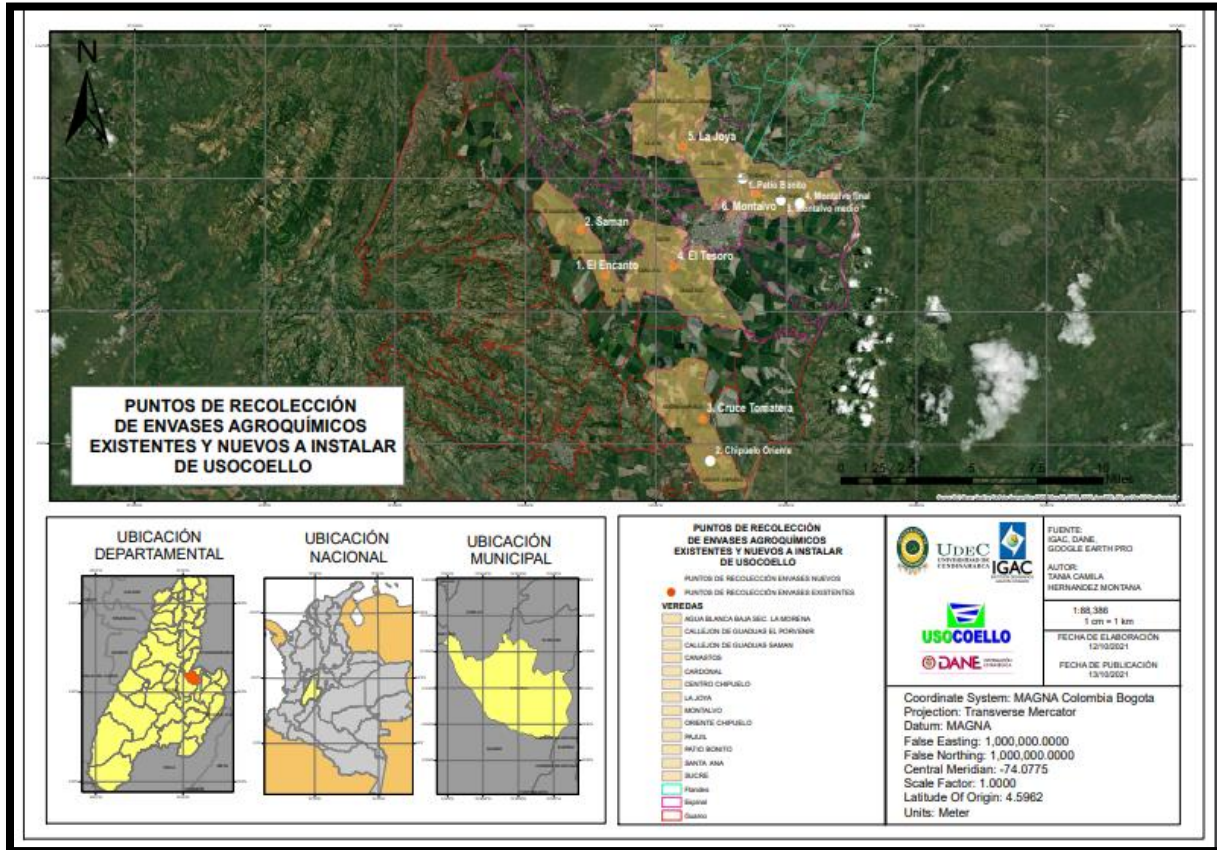 N
5. La Joya
1. Patio Bonito
4. Montalvo final
6. Montalvo
3. Montalvo medio
2. Saman
4. El Tesoro
1. El Encanto
3. Cruce Tomatera
2. Chipuelo Oriente
0 1.25 2.5 5 7.5 10
Miles
PUNTOS DE RECOLECCIÓN
DE ENVASES AGROQUÍMICOS
EXISTENTES Y NUEVOS A INSTALAR
DE USOCOELLO
UBICACIÓN
DEPARTAMENTAL
UBICACIÓN
NACIONAL
UBICACIÓN
MUNICIPAL
PUNTOS DE RECOLECCIÓN
DE ENVASES AGROQUÍMICOS
EXISTENTES Y NUEVOS A INSTALAR
DE USOCOELLO
PUNTOS DE RECOLECCIÓN ENVASES NUEVOS
PUNTOS DE RECOLECCIÓN ENVASES EXISTENTES
VEREDAS
AGUA BLANCA BAJA SEC. LA MORENA
CALLEJON DE GUADUAS EL PORVENIR
CALLEJON DE GUADUAS SAMAN
CANASTOS
CARDONAL
CENTRO CHIPUELO
LA JOYA
MONTALVO
ORIENTE CHIPUELO
PAJUIL
PATIO BONITO
SANTA ANA
SUCRE
Flandes
Espinal
Guamo
UDEC
UNIVERSIDAD DE
CUNDINAMARCA
IGAC
USOCOELLO
DANE
FUENTE:
IGAC, DANE,
GOOGLE EARTH PRO
AUTOR:
TANIA CAMILA
HERNANDEZ MONTANA
1:88,386
1 cm = 1 km
FECHA DE ELABORACIÓN
12/10/2021
FECHA DE PUBLICACIÓN
13/10/2021
Coordinate System: MAGNA Colombia Bogota
Projection: Transverse Mercator
Datum: MAGNA
False Easting: 1,000,000.0000
False Northing: 1,000,000.0000
Central Meridian: -74.0775
Scale Factor: 1.0000
Latitude Of Origin: 4.5962
Units: Meter